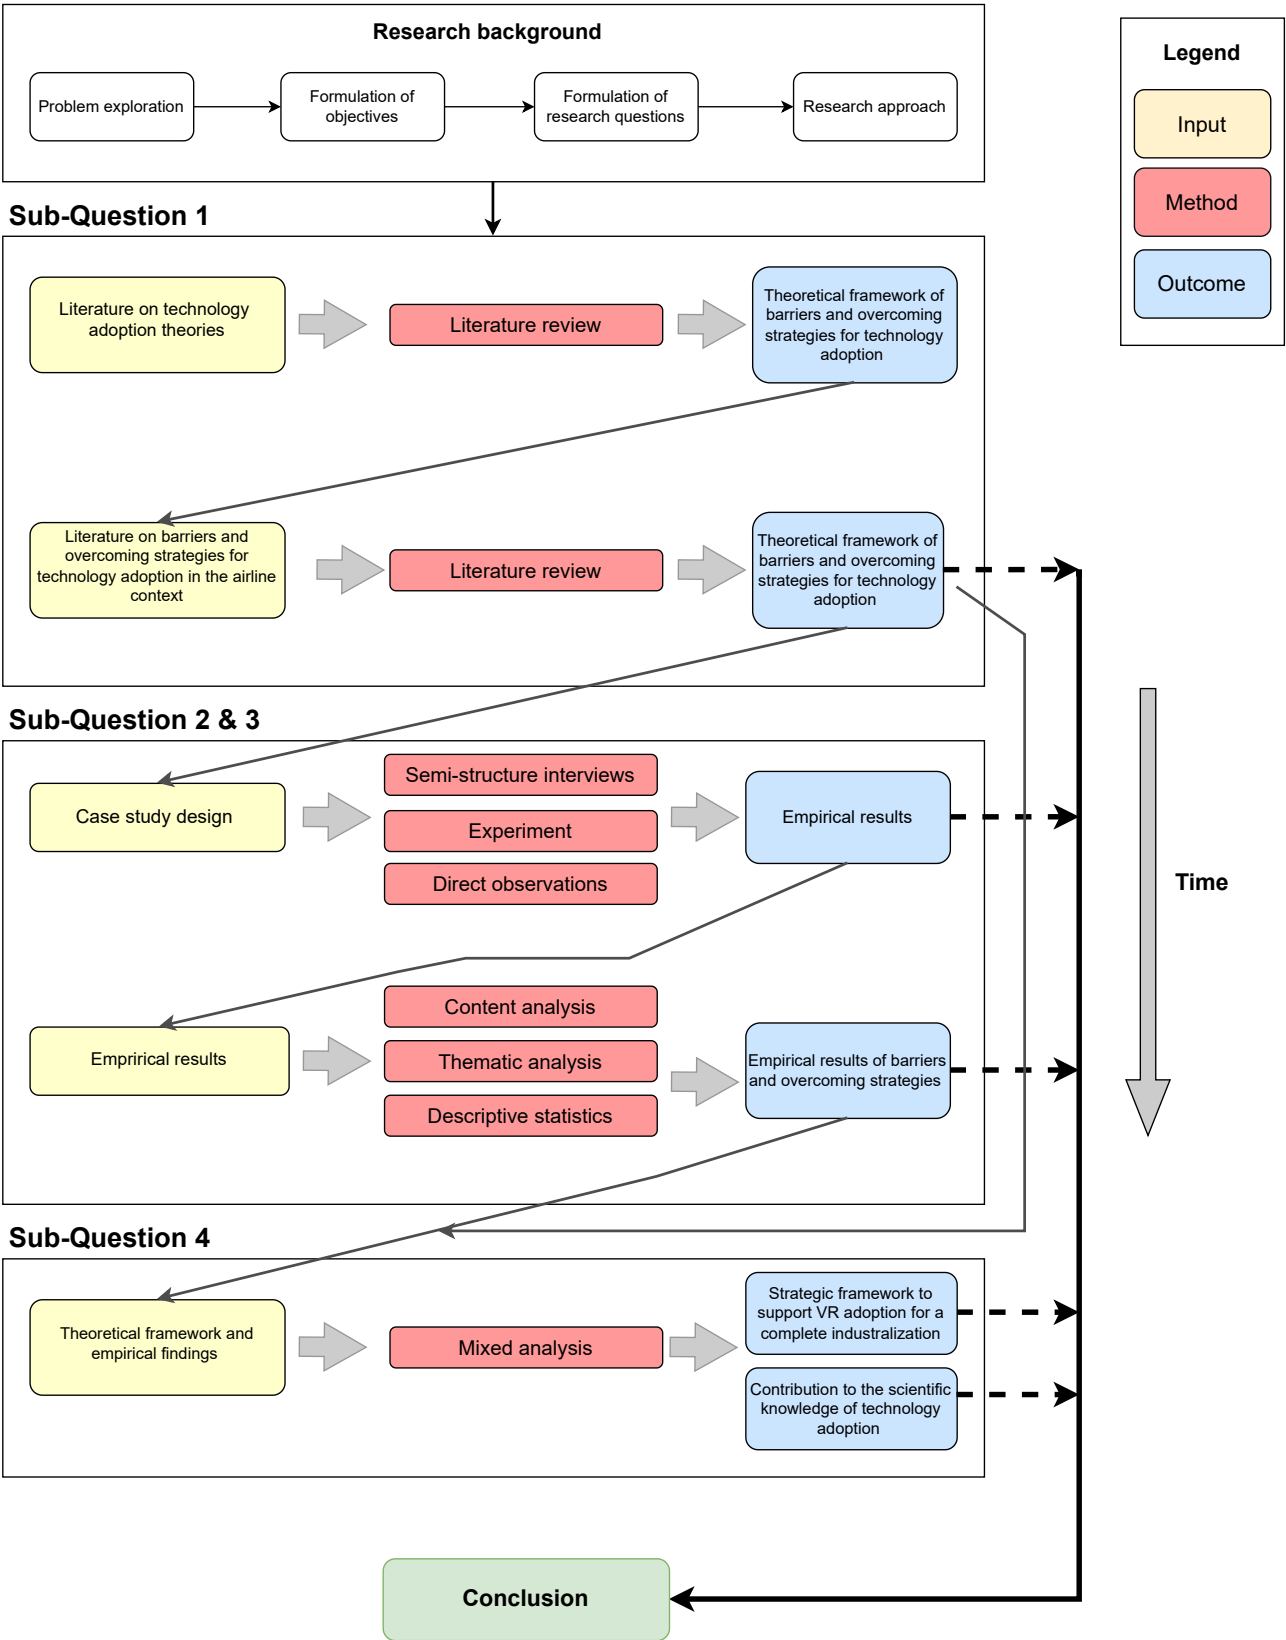 Research background
Problem exploration
Formulation of
objectives
Formulation of
research questions
Research approach
Legend
Input
Method
Outcome
Sub-Question 1
Literature on technology
adoption theories
Literature review
Theoretical framework of
barriers and overcoming
strategies for technology
adoption
Literature on barriers and
overcoming strategies for
technology adoption in the airline
context
Literature review
Theoretical framework of
barriers and overcoming
strategies for technology
adoption
Sub-Question 2 & 3
Case study design
Semi-structure interviews
Experiment
Direct observations
Empirical results
Time
Emprirical results
Content analysis
Thematic analysis
Descriptive statistics
Empirical results of barriers
and overcoming strategies
Sub-Question 4
Theoretical framework and
empirical findings
Mixed analysis
Strategic framework to
support VR adoption for a
complete industralization
Contribution to the scientific
knowledge of technology
adoption
Conclusion